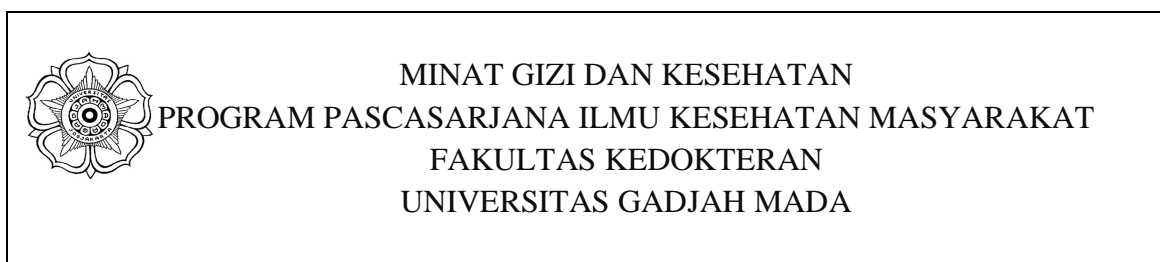 MINAT GIZI DAN KESEHATAN
PROGRAM PASCASARJANA ILMU KESEHATAN MASYARAKAT
FAKULTAS KEDOKTERAN
UNIVERSITAS GADJAH MADA